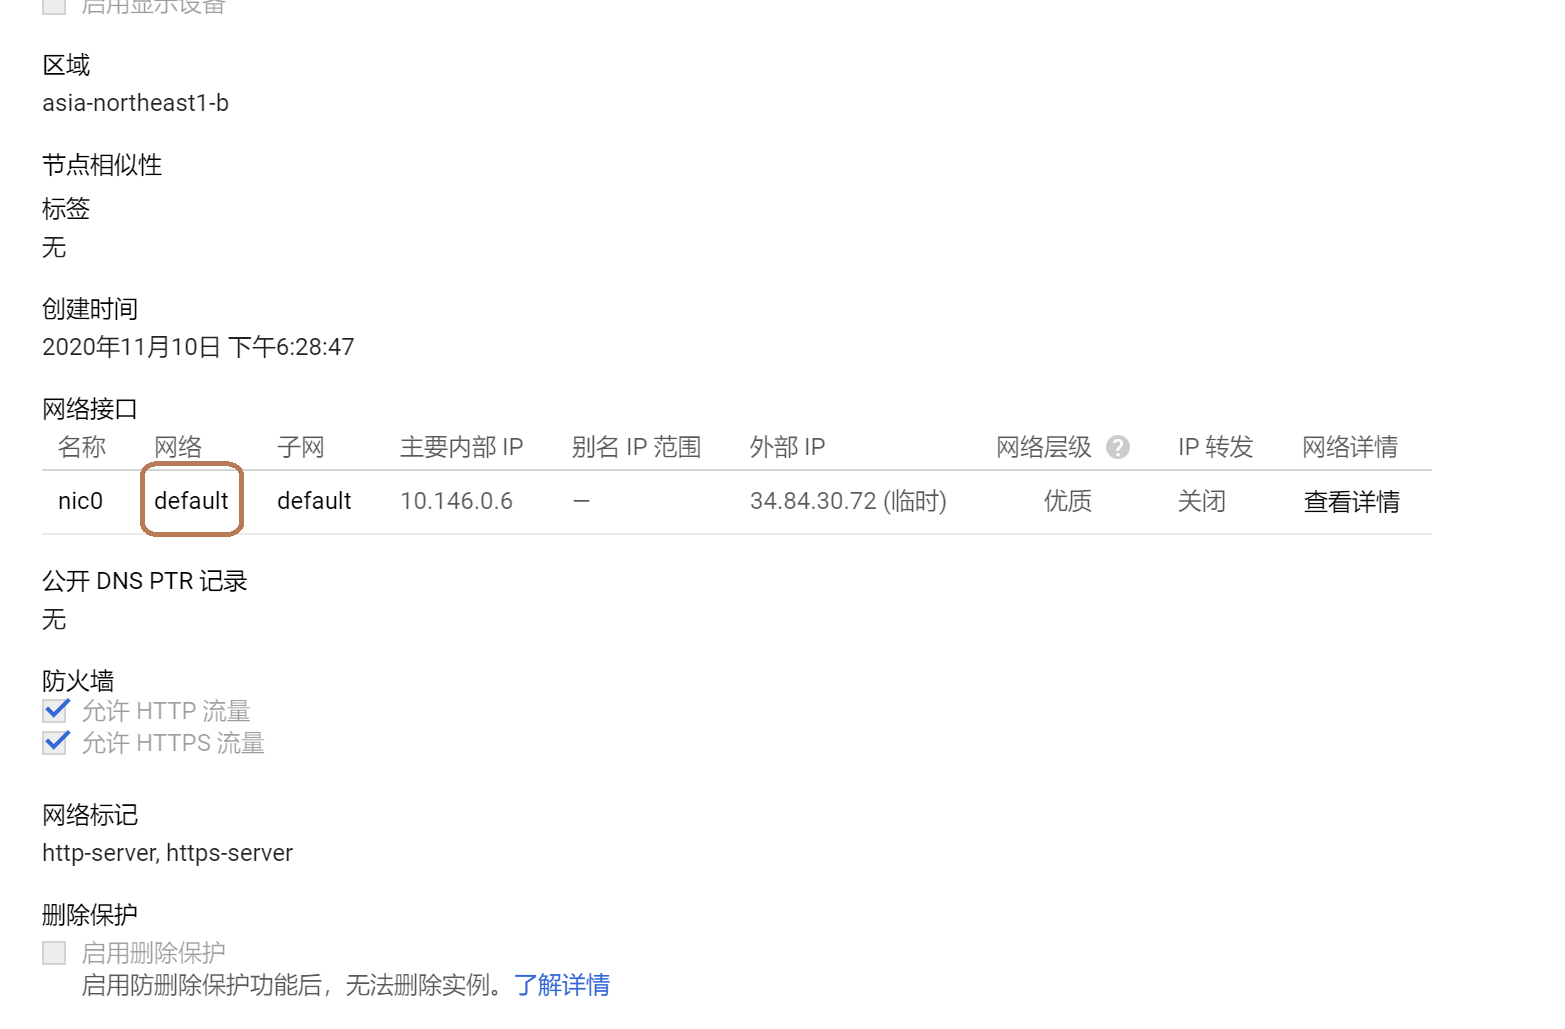 启用显示设备
区域
asia-northeast1-b
节点相似性
标签
无
创建时间
2020年11月10日 下午6:28:47
网络接口
名称 网络 子网 主要内部 IP 别名 IP 范围 外部 IP 网络层级 ? IP 转发 网络详情
nic0 default default 10.146.0.6 — 34.84.30.72 (临时) 优质 关闭 查看详情
公开 DNS PTR 记录
无
防火墙
允许 HTTP 流量
允许 HTTPS 流量
网络标记
http-server, https-server
删除保护
启用删除保护
启用防删除保护功能后，无法删除实例。了解详情